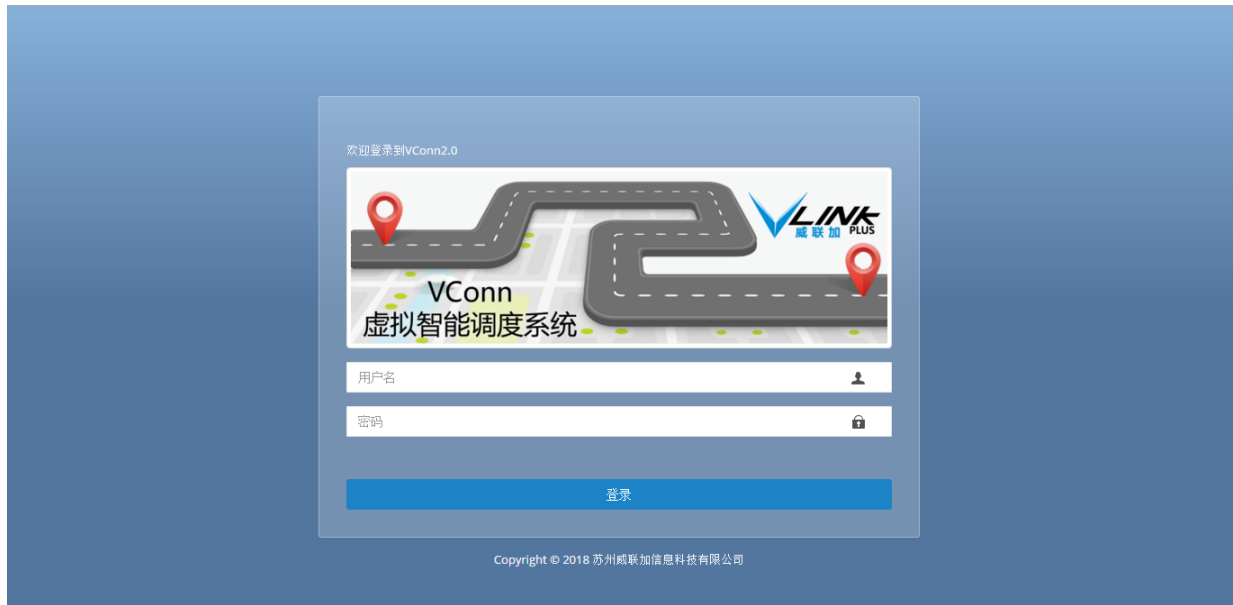 欢迎登录到VConn2.0
VLINK
威联加 PLUS
VConn
虚拟智能调度系统
用户名
密码
登录
Copyright © 2018 苏州威联加信息科技有限公司